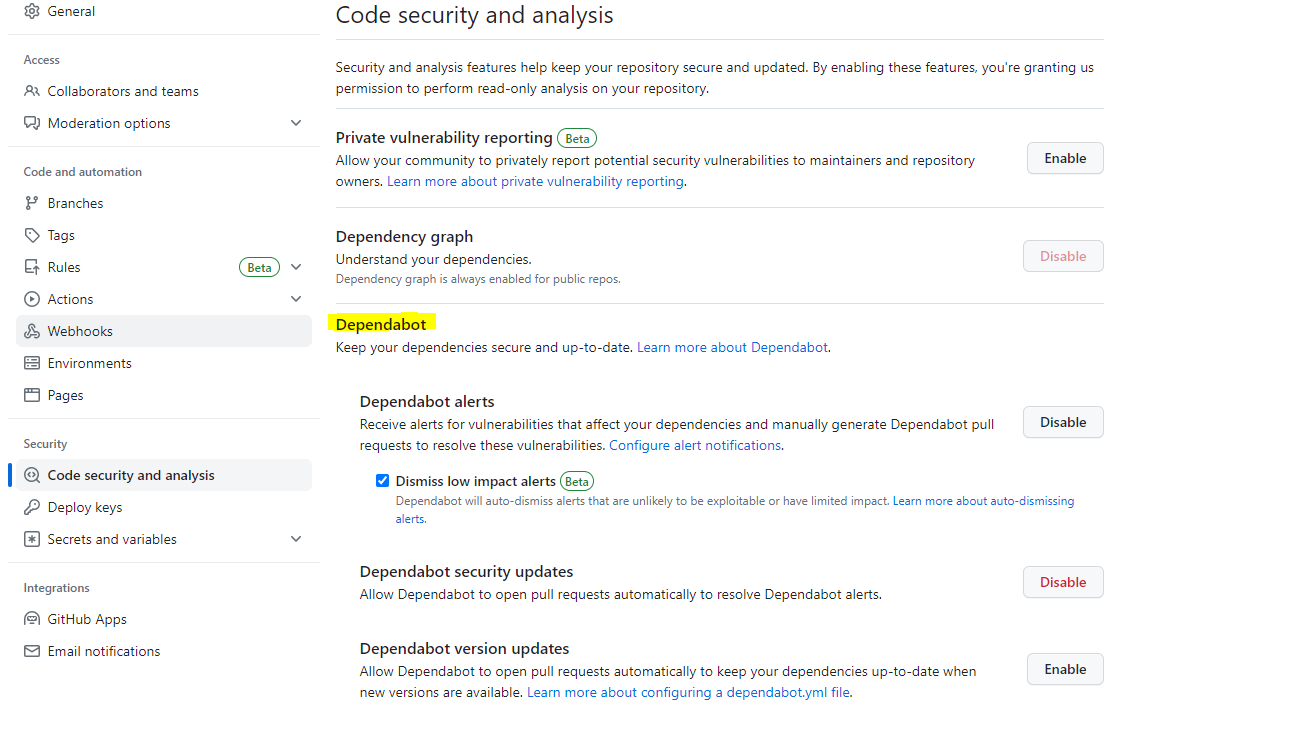 General
Access
Collaborators and teams
Moderation options
Code and automation
Branches
Tags
Rules Beta
Actions
Webhooks
Environments
Pages
Security
Code security and analysis
Deploy keys
Secrets and variables
Integrations
GitHub Apps
Email notifications
Code security and analysis
Security and analysis features help keep your repository secure and updated. By enabling these features, you're granting us
permission to perform read-only analysis on your repository.
Private vulnerability reporting Beta
Allow your community to privately report potential security vulnerabilities to maintainers and repository
owners. Learn more about private vulnerability reporting.
Enable
Dependency graph
Understand your dependencies.
Dependency graph is always enabled for public repos.
Disable
Dependabot
Keep your dependencies secure and up-to-date. Learn more about Dependabot.
Dependabot alerts
Receive alerts for vulnerabilities that affect your dependencies and manually generate Dependabot pull
requests to resolve these vulnerabilities. Configure alert notifications.
Disable
Dismiss low impact alerts Beta
Dependabot will auto-dismiss alerts that are unlikely to be exploitable or have limited impact. Learn more about auto-dismissing
alerts.
Dependabot security updates
Allow Dependabot to open pull requests automatically to resolve Dependabot alerts.
Disable
Dependabot version updates
Allow Dependabot to open pull requests automatically to keep your dependencies up-to-date when
new versions are available. Learn more about configuring a dependabot.yml file.
Enable